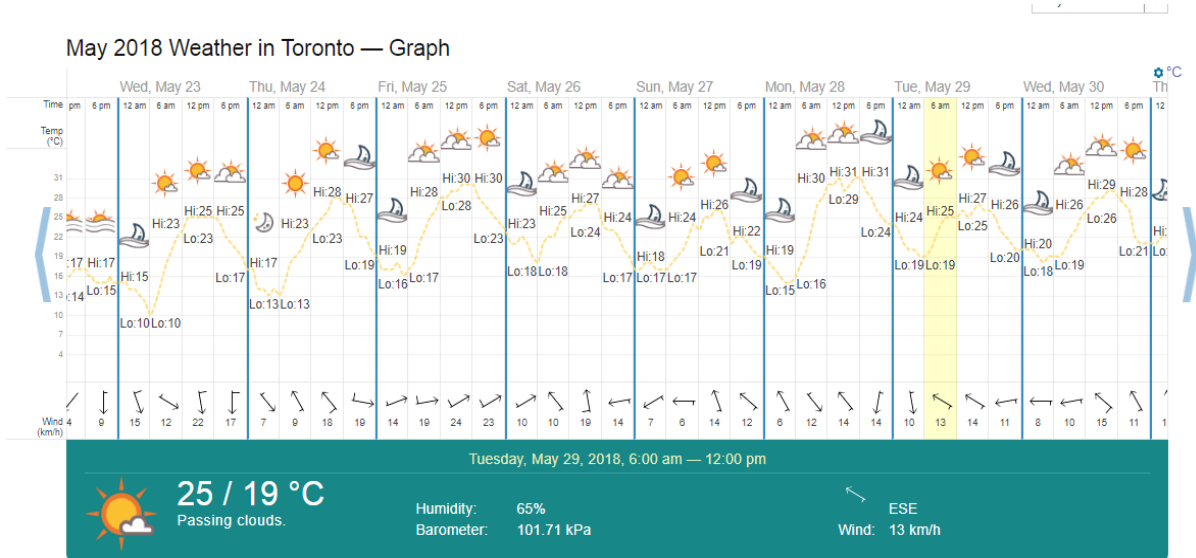 May 2018 Weather in Toronto — Graph
°C
Wed, May 23 Thu, May 24 Fri, May 25 Sat, May 26 Sun, May 27 Mon, May 28 Tue, May 29 Wed, May 30 Th
Time pm 6 pm 12 am 6 am 12 pm 6 pm 12 am 6 am 12 pm 6 pm 12 am 6 am 12 pm 6 pm 12 am 6 am 12 pm 6 pm 12 am 6 am 12 pm 6 pm 12 am 6 am 12 pm 6 pm 12 am 6 am 12 pm 6 pm 12 am 6 am 12 pm 6 pm 12
Temp
(°C)
31
28
25
22
19
16
13
10
7
4
:17 Hi:17 Hi:15 Hi:23 Hi:25 Hi:25 Hi:17 Hi:23 Hi:28 Hi:27 Hi:19 Hi:28 Hi:30 Hi:30 Hi:23 Hi:25 Hi:27 Hi:24 Hi:18 Hi:24 Hi:26 Hi:22 Hi:19 Hi:30 Hi:31 Hi:31 Hi:24 Hi:25 Hi:27 Hi:26 Hi:20 Hi:26 Hi:29 Hi:28 Hi:
:14 Lo:15 Lo:10 Lo:10 Lo:23 Lo:17 Lo:13 Lo:13 Lo:23 Lo:19 Lo:16 Lo:17 Lo:28 Lo:23 Lo:18 Lo:18 Lo:24 Lo:17 Lo:17 Lo:17 Lo:21 Lo:19 Lo:15 Lo:16 Lo:29 Lo:24 Lo:19 Lo:19 Lo:25 Lo:20 Lo:18 Lo:19 Lo:26 Lo:21 Lo:
Wind
(km/h)
4 9 15 12 22 17 7 9 18 19 14 19 24 23 10 10 19 14 7 6 14 12 6 12 14 14 10 13 14 11 8 10 15 11 1
Tuesday, May 29, 2018, 6:00 am — 12:00 pm
25 / 19 °C
Passing clouds.
Humidity: 65%
Barometer: 101.71 kPa
ESE
Wind: 13 km/h